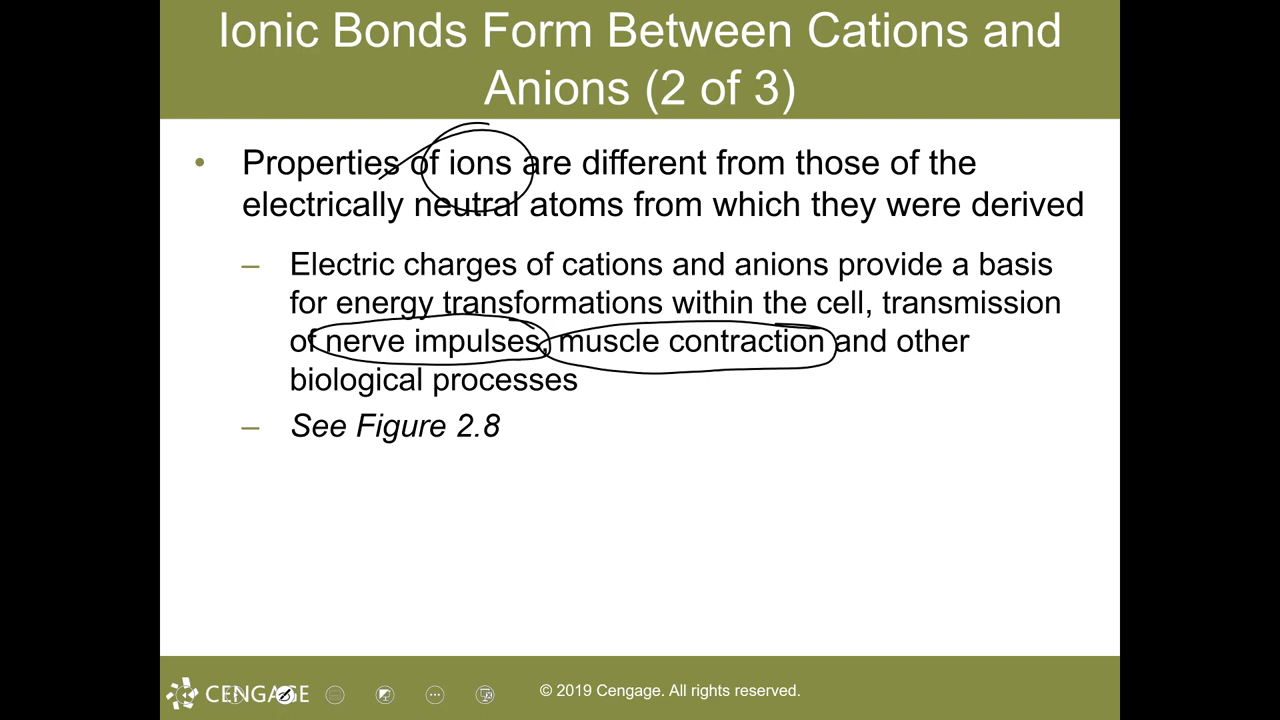 Ionic Bonds Form Between Cations and
Anions (2 of 3)
• Properties of ions are different from those of the
electrically neutral atoms from which they were derived
– Electric charges of cations and anions provide a basis
for energy transformations within the cell, transmission
of nerve impulses, muscle contraction and other
biological processes
– See Figure 2.8
CENGAGE
© 2019 Cengage. All rights reserved.